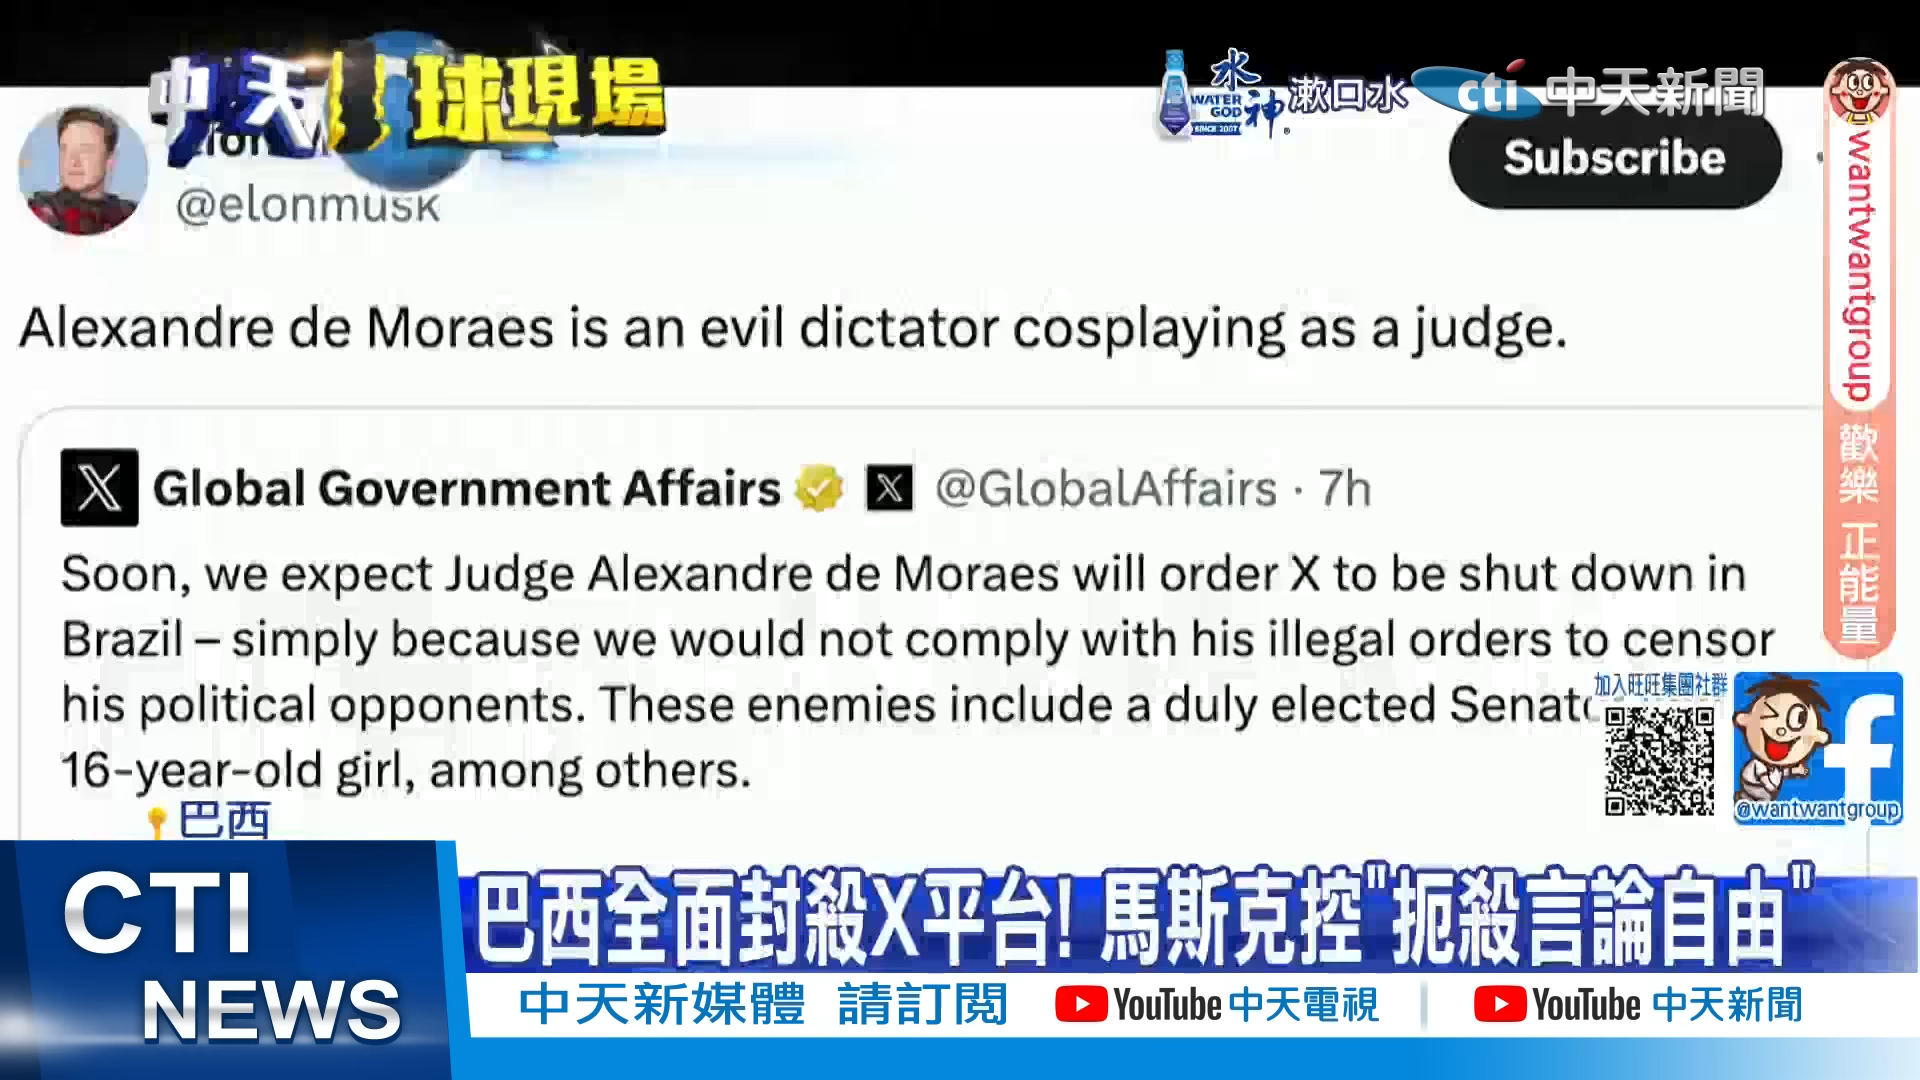 中天 球現場
水神
WATER GOD
SINCE 2007
漱口水
cti 中天新聞
@elonmusk
Subscribe
Alexandre de Moraes is an evil dictator cosplaying as a judge.
Global Government Affairs @GlobalAffairs · 7h
Soon, we expect Judge Alexandre de Moraes will order X to be shut down in
Brazil – simply because we would not comply with his illegal orders to censor
his political opponents. These enemies include a duly elected
16-year-old girl, among others.
wantwantgroup 歡樂 正能量
加入旺旺集團社群
@wantwantgroup
巴西
CTI
NEWS
巴西全面封殺X平台! 馬斯克控"扼殺言論自由"
中天新媒體 請訂閱 YouTube 中天電視 YouTube 中天新聞